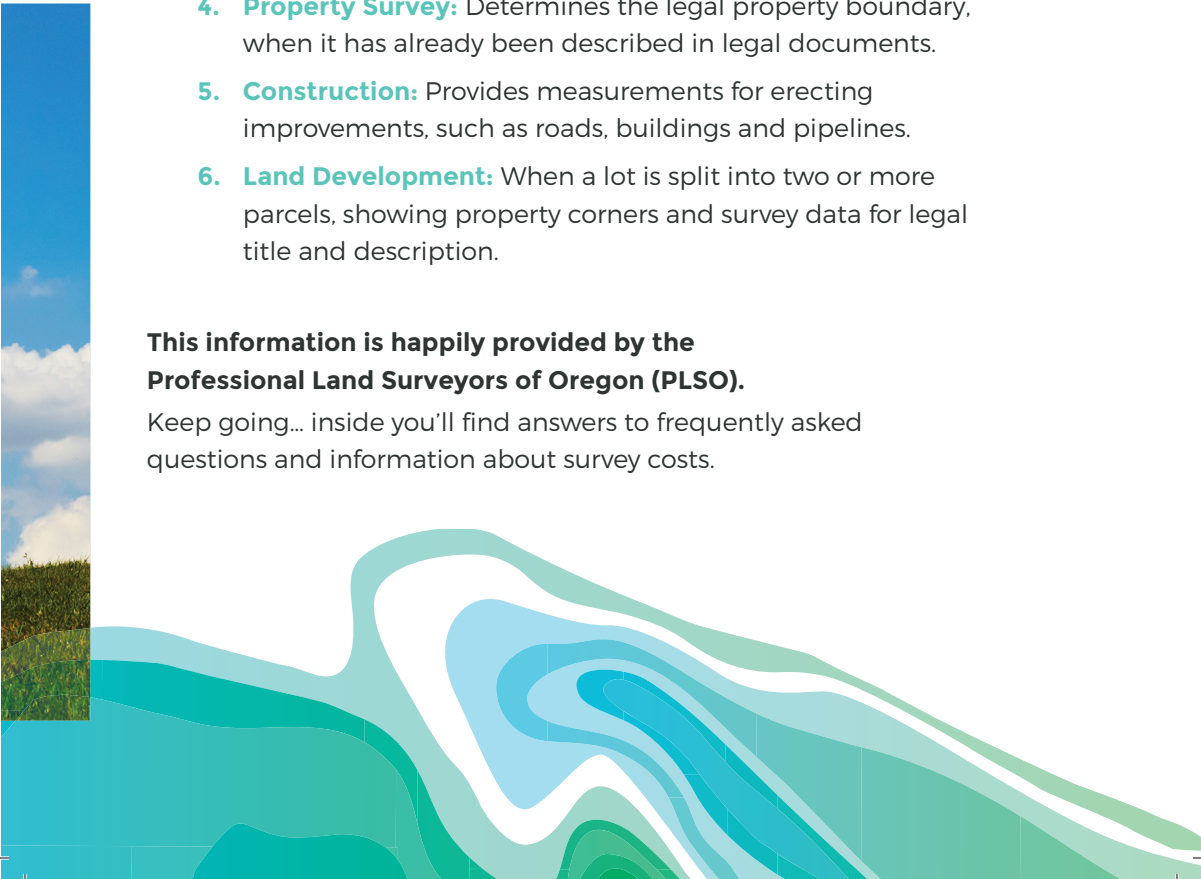 4. Property Survey: Determines the legal property boundary,
when it has already been described in legal documents.
5. Construction: Provides measurements for erecting
improvements, such as roads, buildings and pipelines.
6. Land Development: When a lot is split into two or more
parcels, showing property corners and survey data for legal
title and description.
This information is happily provided by the
Professional Land Surveyors of Oregon (PLSO).
Keep going... inside you’ll find answers to frequently asked
questions and information about survey costs.